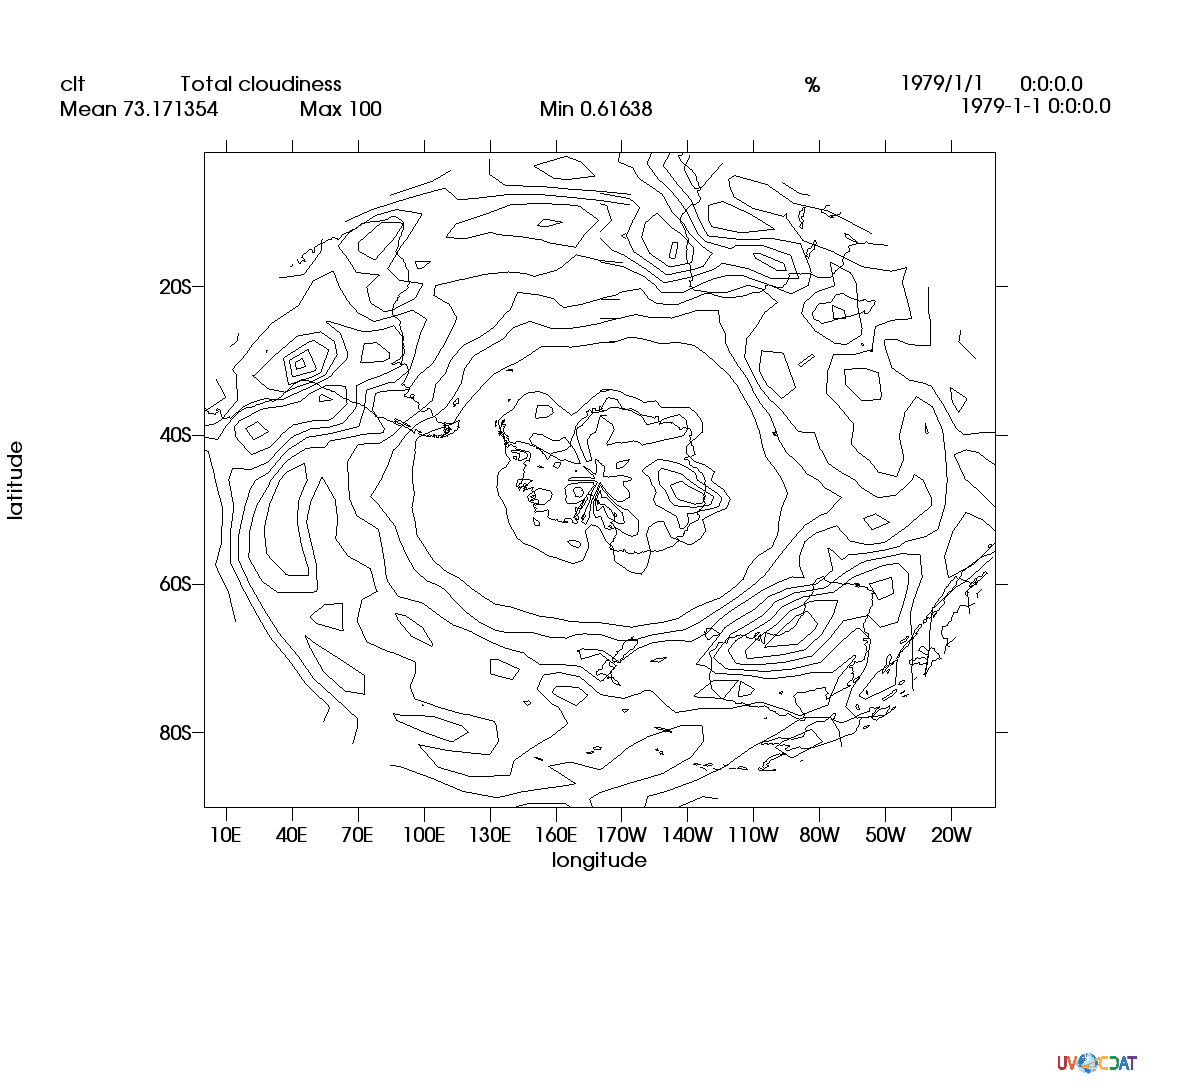 clt Total cloudiness % 1979/1/1 0:0:0.0
Mean 73.171354 Max 100 Min 0.61638 1979-1-1 0:0:0.0
20S
40S
latitude
60S
80S
10E 40E 70E 100E 130E 160E 170W 140W 110W 80W 50W 20W
longitude
UV CDAT